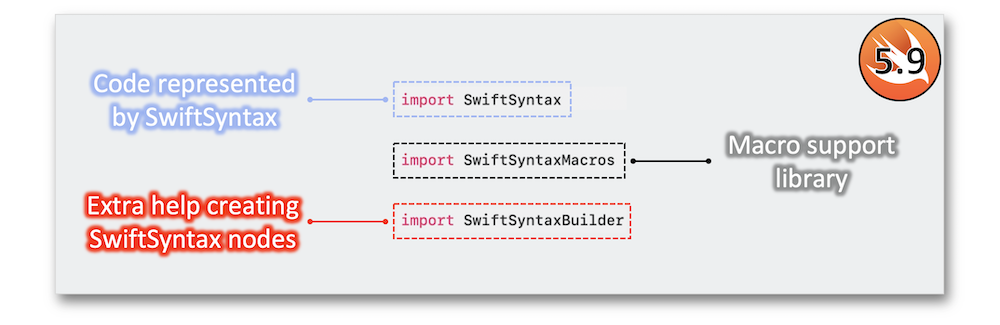 5.9
Code represented
by SwiftSyntax
import SwiftSyntax
import SwiftSyntaxMacros
Macro support
library
Extra help creating
SwiftSyntax nodes
import SwiftSyntaxBuilder